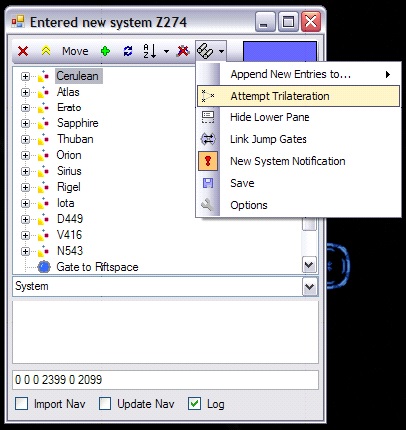 Entered new system Z274
Move
Cerulean
Atlas
Erato
Sapphire
Thuban
Orion
Sirius
Rigel
Iota
D449
V416
N543
Gate to Riftspace
Append New Entries to...
Attempt Trilateration
Hide Lower Pane
Link Jump Gates
New System Notification
Save
Options
System
0 0 0 2399 0 2099
Import Nav Update Nav Log